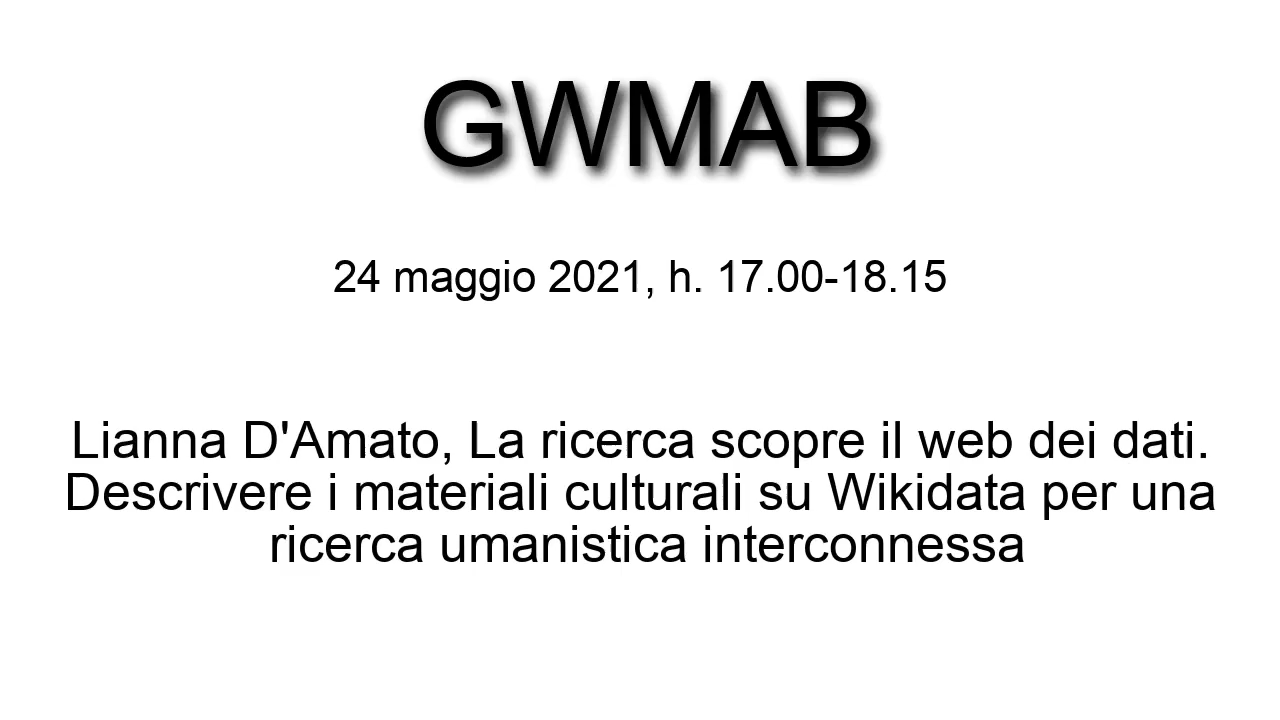 GWMAB
24 maggio 2021, h. 17.00-18.15
Lianna D'Amato, La ricerca scopre il web dei dati.
Descrivere i materiali culturali su Wikidata per una
ricerca umanistica interconnessa